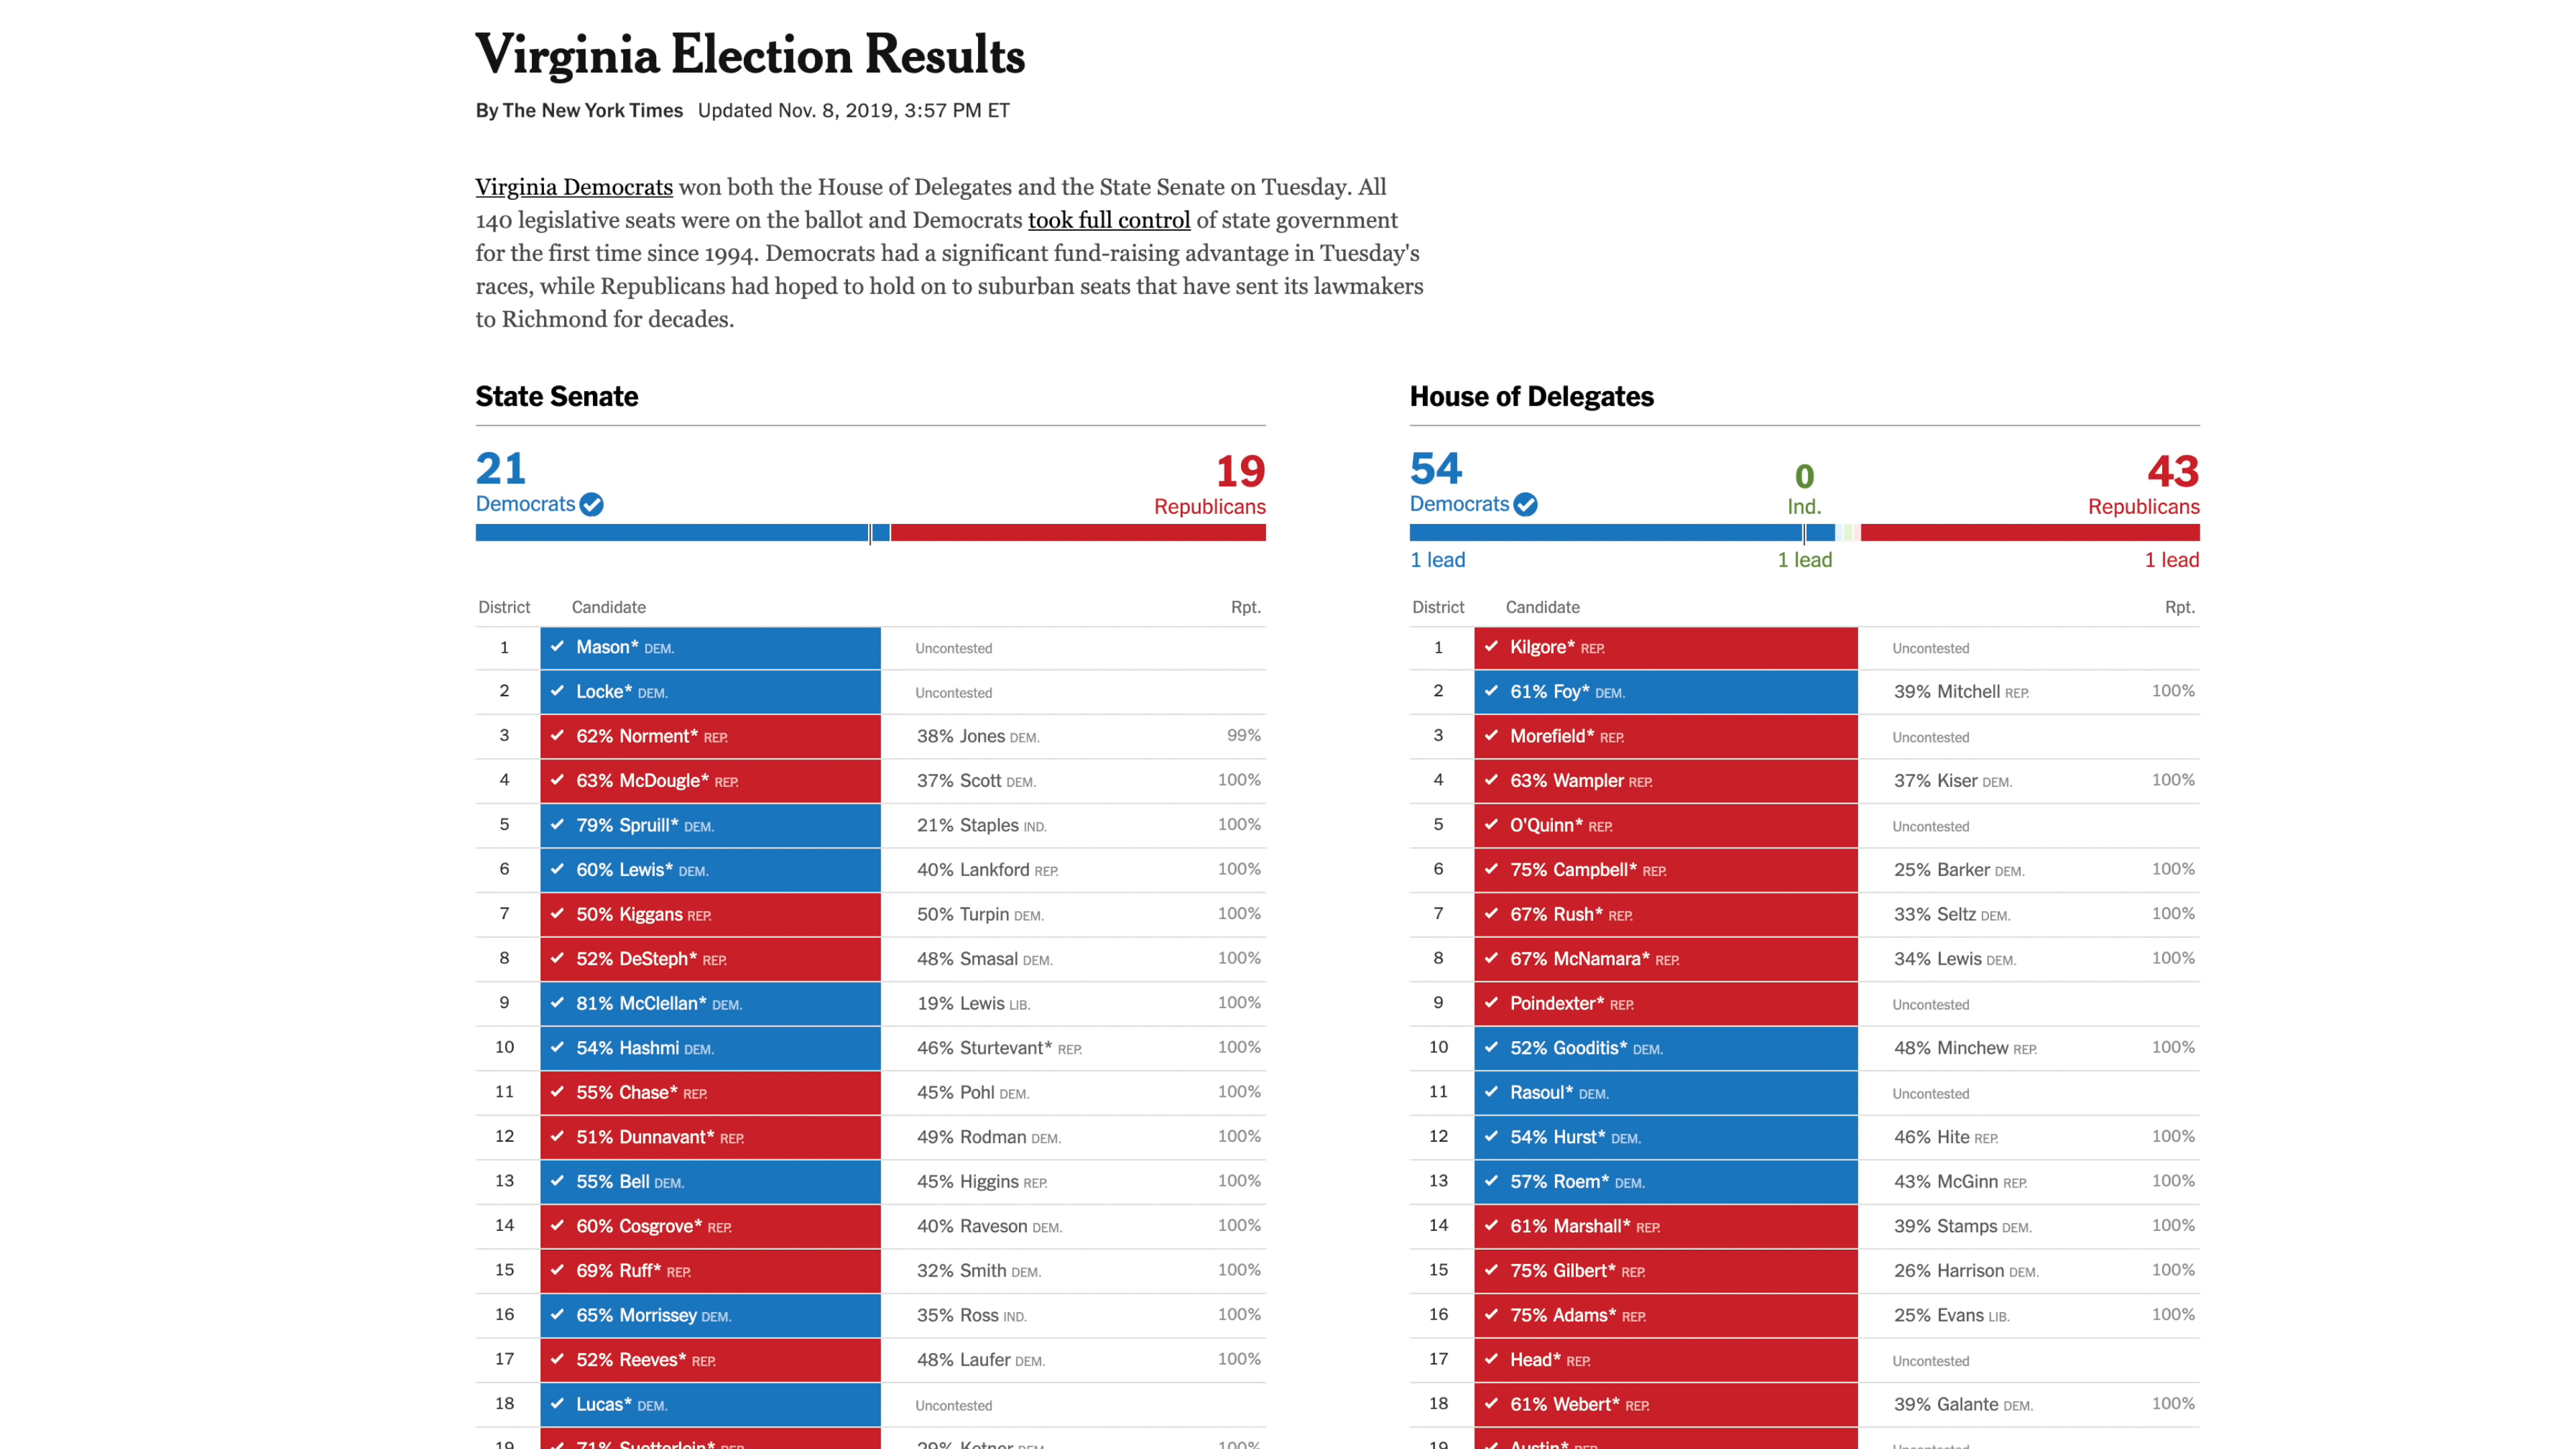 Virginia Election Results
By The New York Times Updated Nov. 8, 2019, 3:57 PM ET
Virginia Democrats won both the House of Delegates and the State Senate on Tuesday. All
140 legislative seats were on the ballot and Democrats took full control of state government
for the first time since 1994. Democrats had a significant fund-raising advantage in Tuesday's
races, while Republicans had hoped to hold on to suburban seats that have sent its lawmakers
to Richmond for decades.
State Senate
21 19
Democrats Republicans
District Candidate Rpt.
1 Mason* DEM. Uncontested
2 Locke* DEM. Uncontested
3 62% Norment* REP. 38% Jones DEM. 99%
4 63% McDougle* REP. 37% Scott DEM. 100%
5 79% Spruill* DEM. 21% Staples IND. 100%
6 60% Lewis* DEM. 40% Lankford REP. 100%
7 50% Kiggans REP. 50% Turpin DEM. 100%
8 52% DeSteph* REP. 48% Smasal DEM. 100%
9 81% McClellan* DEM. 19% Lewis LIB. 100%
10 54% Hashmi DEM. 46% Sturtevant* REP. 100%
11 55% Chase* REP. 45% Pohl DEM. 100%
12 51% Dunnavant* REP. 49% Rodman DEM. 100%
13 55% Bell DEM. 45% Higgins REP. 100%
14 60% Cosgrove* REP. 40% Raveson DEM. 100%
15 69% Ruff* REP. 32% Smith DEM. 100%
16 65% Morrissey DEM. 35% Ross IND. 100%
17 52% Reeves* REP. 48% Laufer DEM. 100%
18 Lucas* DEM. Uncontested
19 71% Suetterlein* REP. 29% Ketner DEM. 100%
House of Delegates
54 0 43
Democrats Ind. Republicans
1 lead 1 lead 1 lead
District Candidate Rpt.
1 Kilgore* REP. Uncontested
2 61% Foy* DEM. 39% Mitchell REP. 100%
3 Morefield* REP. Uncontested
4 63% Wampler REP. 37% Kiser DEM. 100%
5 O'Quinn* REP. Uncontested
6 75% Campbell* REP. 25% Barker DEM. 100%
7 67% Rush* REP. 33% Seltz DEM. 100%
8 67% McNamara* REP. 34% Lewis DEM. 100%
9 Poindexter* REP. Uncontested
10 52% Gooditis* DEM. 48% Minchew REP. 100%
11 Rasoul* DEM. Uncontested
12 54% Hurst* DEM. 46% Hite REP. 100%
13 57% Roem* DEM. 43% McGinn REP. 100%
14 61% Marshall* REP. 39% Stamps DEM. 100%
15 75% Gilbert* REP. 26% Harrison DEM. 100%
16 75% Adams* REP. 25% Evans LIB. 100%
17 Head* REP. Uncontested
18 61% Webert* REP. 39% Galante DEM. 100%
19 Austin* REP. Uncontested